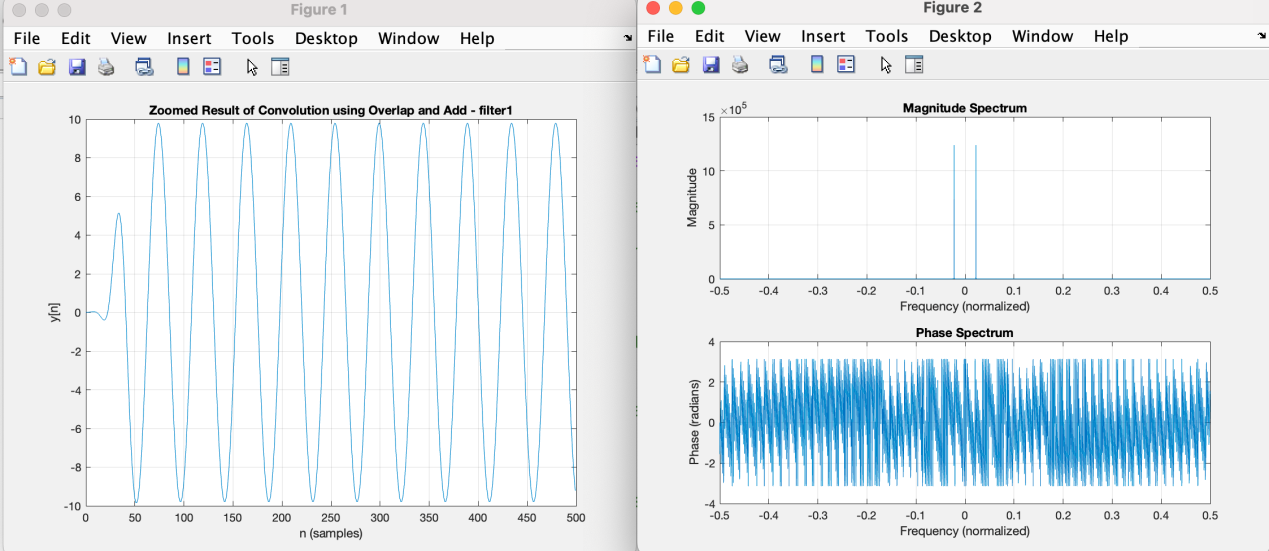 Figure 1
File Edit View Insert Tools Desktop Window Help
Zoomed Result of Convolution using Overlap and Add - filter1
10
8
6
4
2
0
-2
-4
-6
-8
-10
y[n]
0 50 100 150 200 250 300 350 400 450 500
n (samples)
Figure 2
File Edit View Insert Tools Desktop Window Help
Magnitude Spectrum
×10⁵
15
10
5
0
Magnitude
-0.5 -0.4 -0.3 -0.2 -0.1 0 0.1 0.2 0.3 0.4 0.5
Frequency (normalized)
Phase Spectrum
4
2
0
-2
-4
Phase (radians)
-0.5 -0.4 -0.3 -0.2 -0.1 0 0.1 0.2 0.3 0.4 0.5
Frequency (normalized)